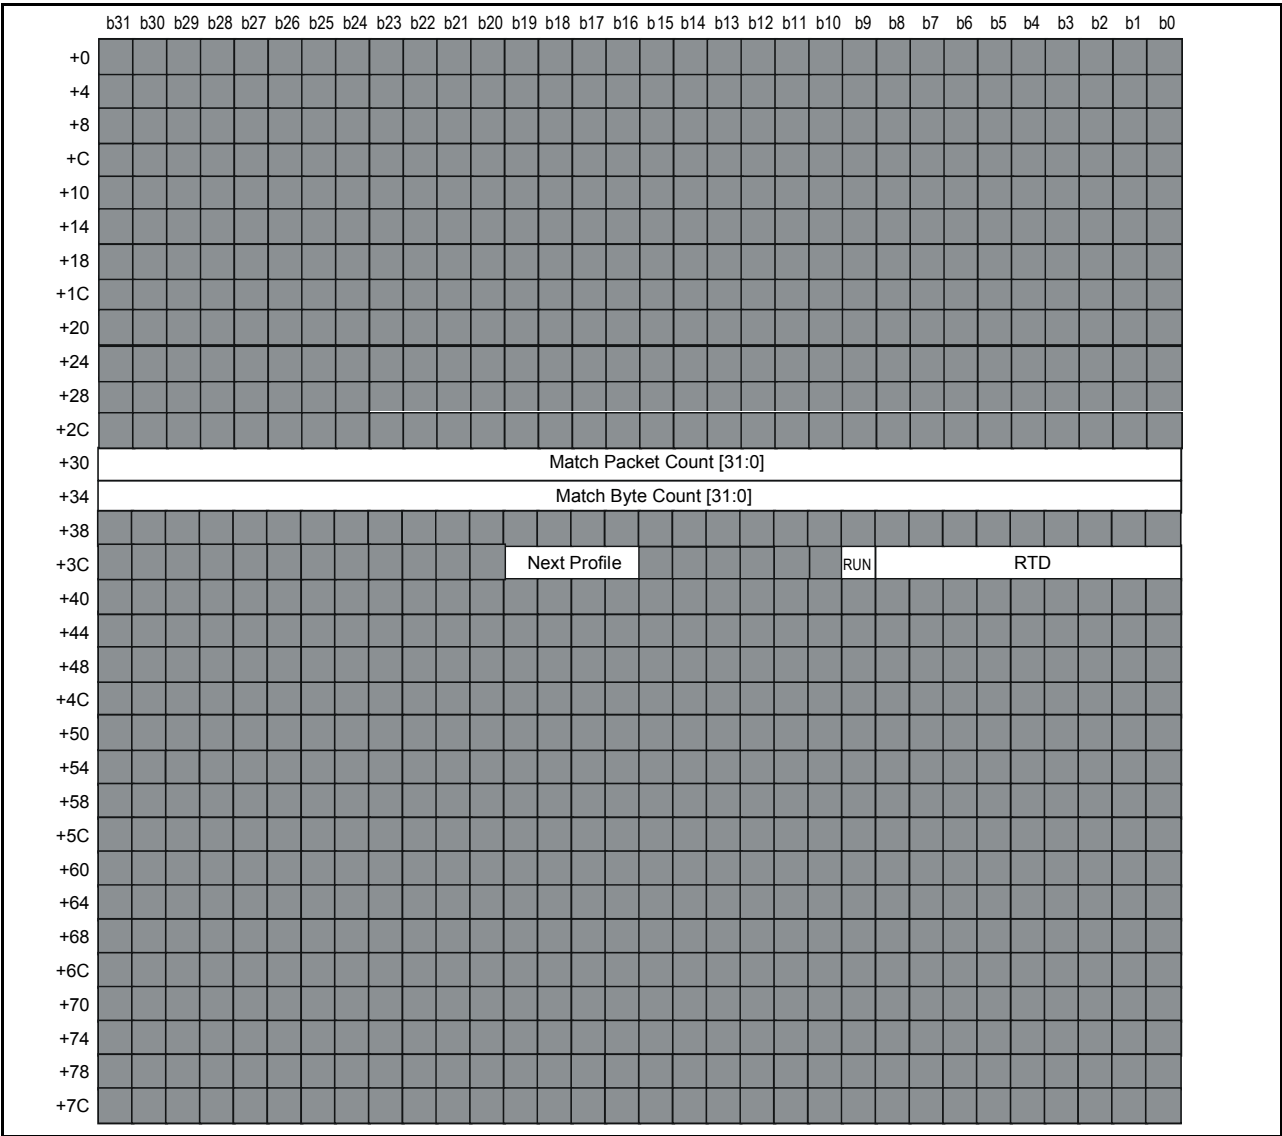 b31 b30 b29 b28 b27 b26 b25 b24 b23 b22 b21 b20 b19 b18 b17 b16 b15 b14 b13 b12 b11 b10 b9 b8 b7 b6 b5 b4 b3 b2 b1 b0
+0
+4
+8
+C
+10
+14
+18
+1C
+20
+24
+28
+2C
+30 Match Packet Count [31:0]
+34 Match Byte Count [31:0]
+38
+3C Next Profile RUN RTD
+40
+44
+48
+4C
+50
+54
+58
+5C
+60
+64
+68
+6C
+70
+74
+78
+7C